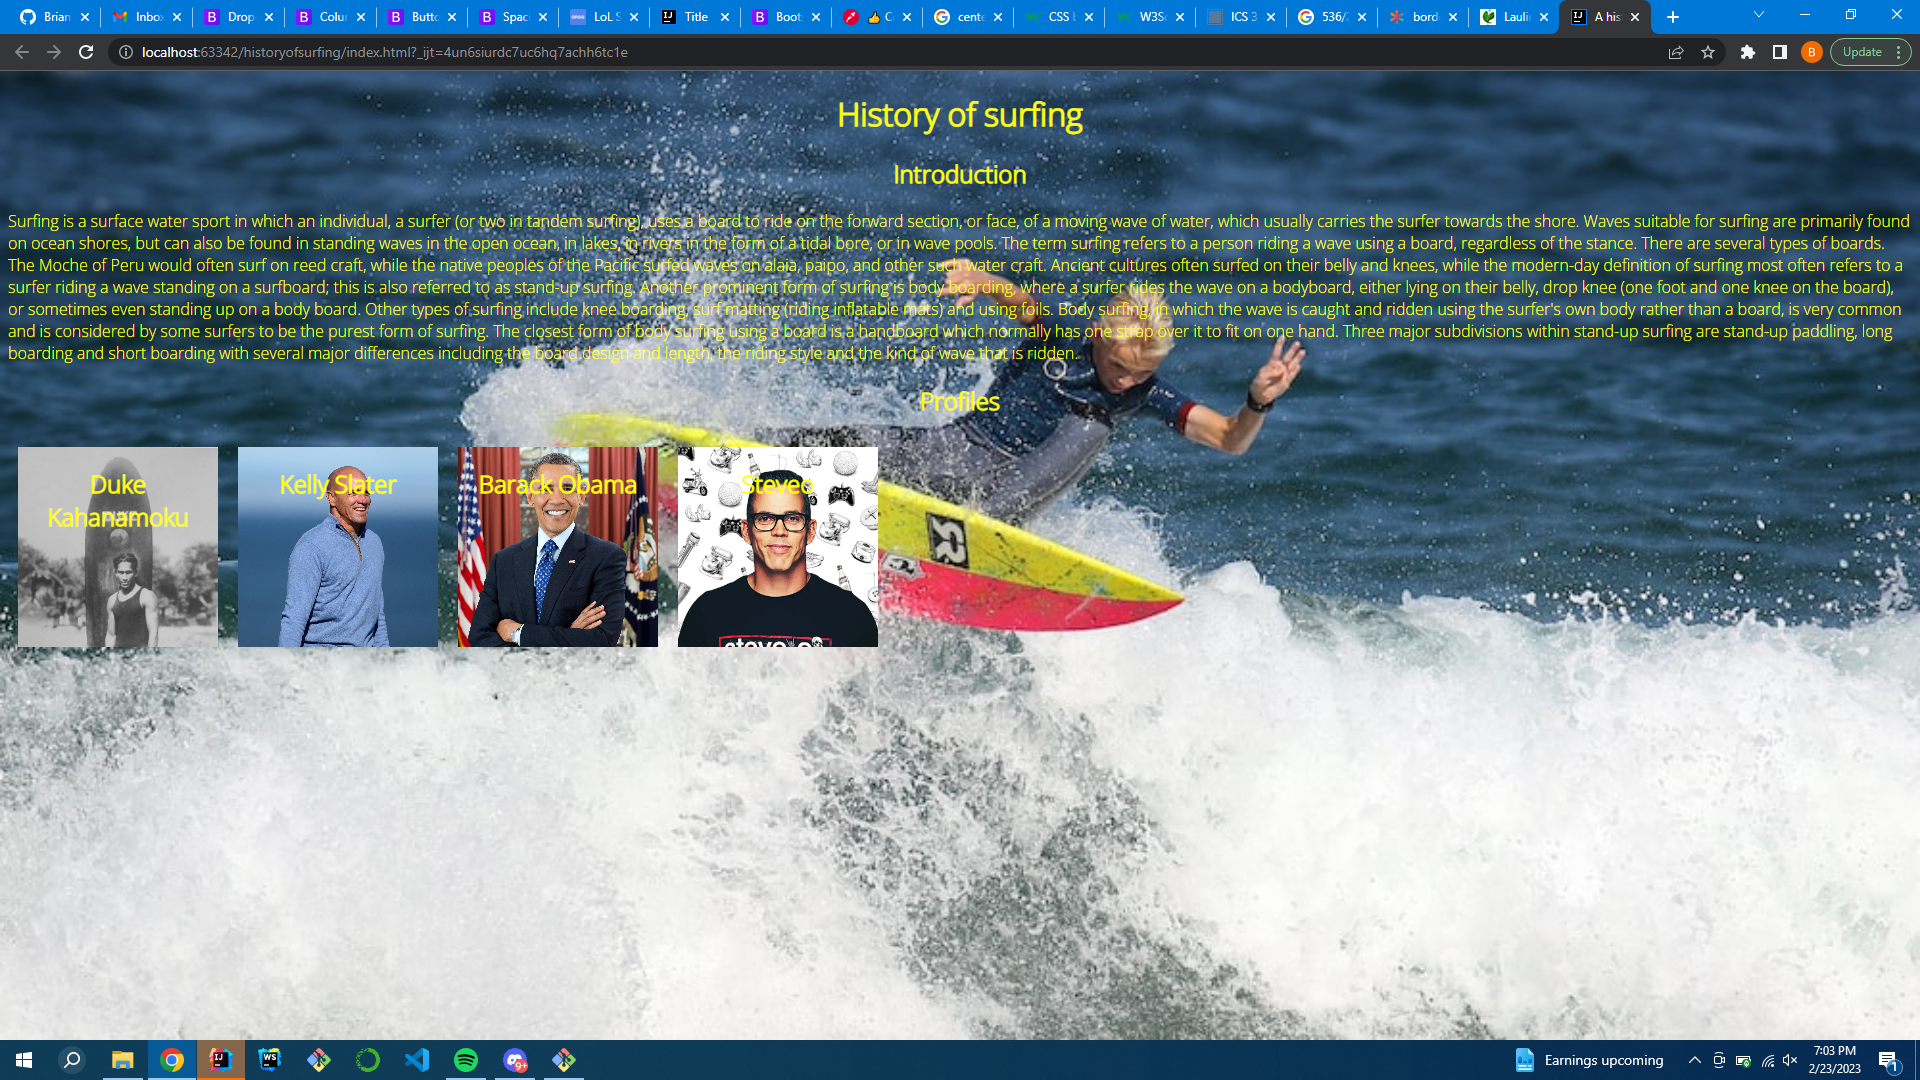 Brian
Inbox
Drop
Colu
Butto
Spac
LoL S
Title
Boot
👍 C
cente
CSS
W3S
ICS 3
536/
bord
Lauli
A his
localhost:63342/historyofsurfing/index.html?_ijt=4un6siurdc7uc6hq7achh6tc1e
B
Update
History of surfing
Introduction
Surfing is a surface water sport in which an individual, a surfer (or two in tandem surfing), uses a board to ride on the forward section, or face, of a moving wave of water, which usually carries the surfer towards the shore. Waves suitable for surfing are primarily found
on ocean shores, but can also be found in standing waves in the open ocean, in lakes, in rivers in the form of a tidal bore, or in wave pools. The term surfing refers to a person riding a wave using a board, regardless of the stance. There are several types of boards.
The Moche of Peru would often surf on reed craft, while the native peoples of the Pacific surfed waves on alaia, paipo, and other such water craft. Ancient cultures often surfed on their belly and knees, while the modern-day definition of surfing most often refers to a
surfer riding a wave standing on a surfboard; this is also referred to as stand-up surfing. Another prominent form of surfing is body boarding, where a surfer rides the wave on a bodyboard, either lying on their belly, drop knee (one foot and one knee on the board),
or sometimes even standing up on a body board. Other types of surfing include knee boarding, surf matting (riding inflatable mats) and using foils. Body surfing, in which the wave is caught and ridden using the surfer's own body rather than a board, is very common
and is considered by some surfers to be the purest form of surfing. The closest form of body surfing using a board is a handboard which normally has one strap over it to fit on one hand. Three major subdivisions within stand-up surfing are stand-up paddling, long
boarding and short boarding with several major differences including the board design and length, the riding style and the kind of wave that is ridden.
Profiles
Duke
Kahanamoku
Kelly Slater
Barack Obama
Steveo
Earnings upcoming
7:03 PM
2/23/2023
9+
1